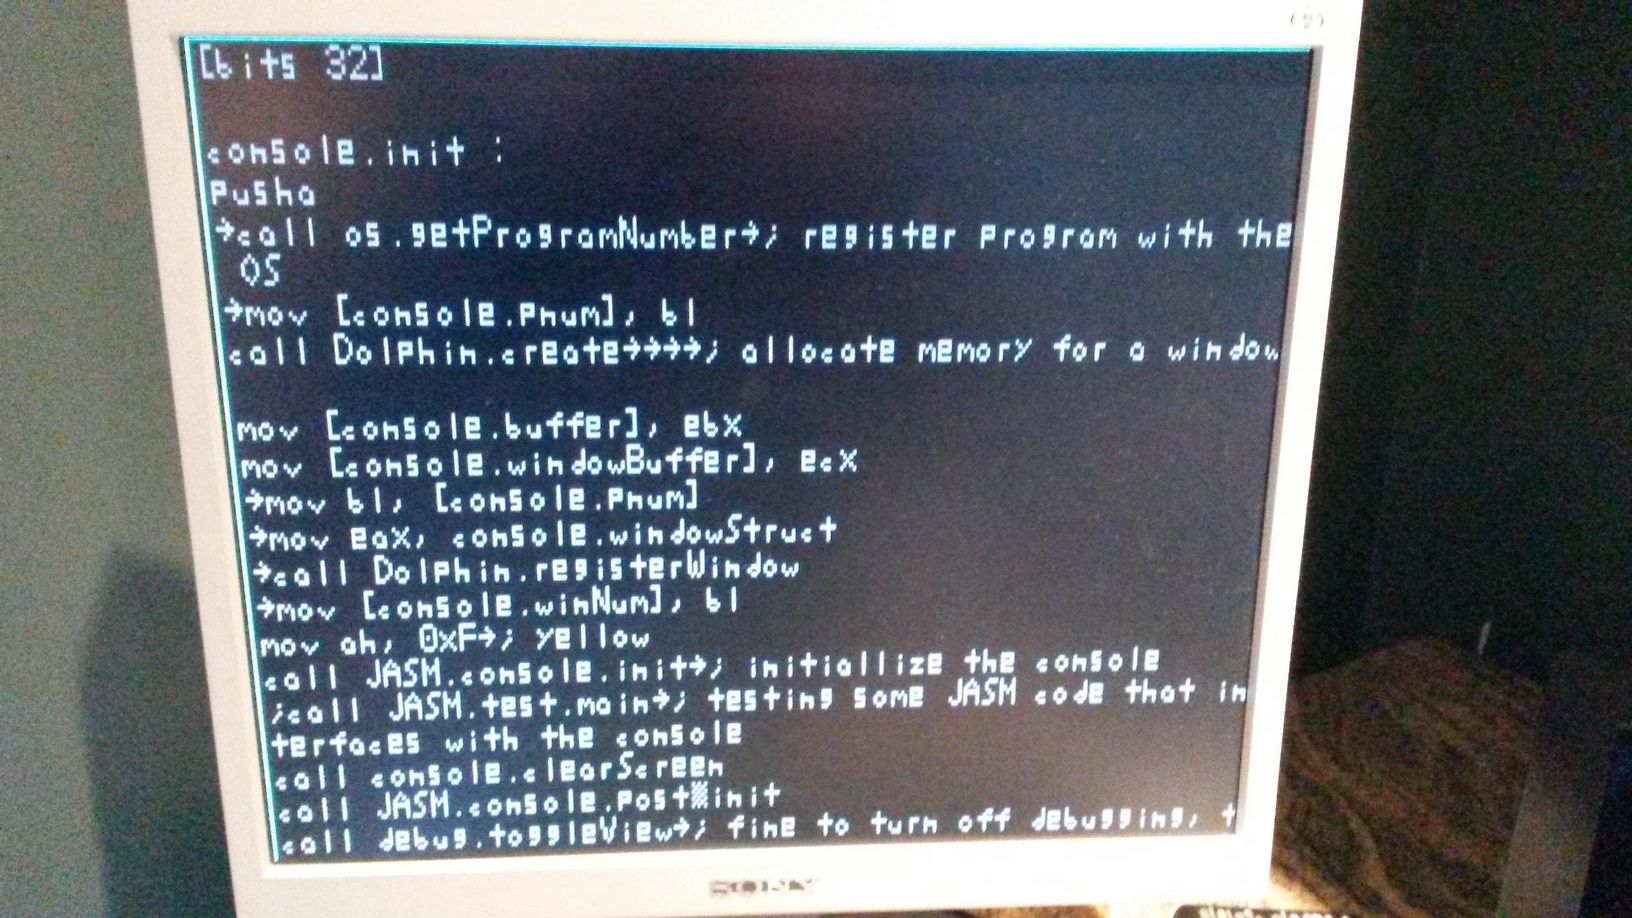 [bits 32]
console.init :
pusha
→call os.getProgramNumber→; register program with the
OS
→mov [console.pnum], bl
call Dolphin.create→→→→; allocate memory for a window
mov [console.buffer], ebx
mov [console.windowBuffer], ecx
→mov bl, [console.pnum]
→mov eax, console.windowStruct
→call Dolphin.registerWindow
→mov [console.winNum], bl
mov ah, 0xF→; yellow
call JASM.console.init→; initiallize the console
;call JASM.test.main→; testing some JASM code that in
terfaces with the console
call console.clearScreen
call JASM.console.post▒init
call debug.toggleView→; fine to turn off debugging, t
SONY